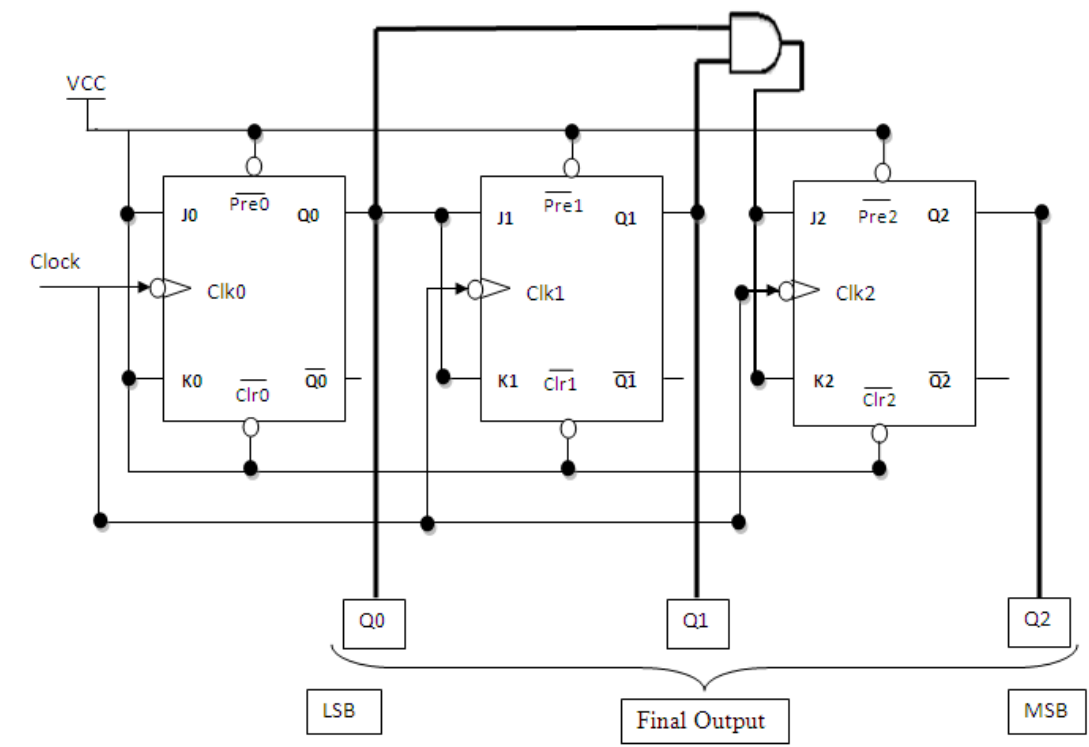 VCC
Pre0
Pre1
Pre2
J0
Q0
J1
Q1
J2
Q2
Clock
Clk0
Clk1
Clk2
K0
Clr0
Q0
K1
Clr1
Q1
K2
Clr2
Q2
Q0
Q1
Q2
LSB
Final Output
MSB